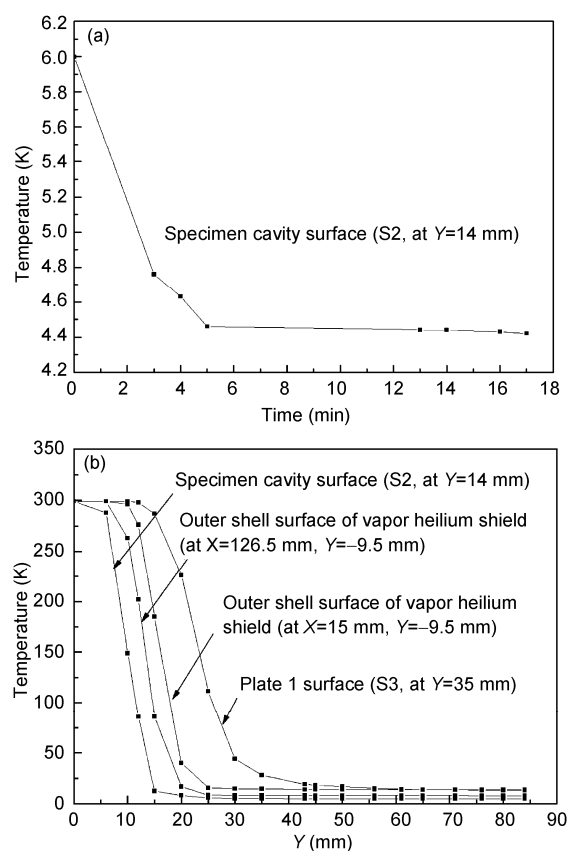 6.2
(a)
6.0
5.8
5.6
5.4
5.2
5.0
4.8
4.6
4.4
4.2
Temperature (K)
Specimen cavity surface (S2, at Y=14 mm)
0 2 4 6 8 10 12 14 16 18
Time (min)
350
(b)
300
250
200
150
100
50
0
Temperature (K)
Specimen cavity surface (S2, at Y=14 mm)
Outer shell surface of vapor heilium shield
(at X=126.5 mm, Y=−9.5 mm)
Outer shell surface of vapor heilium
shield (at X=15 mm, Y=−9.5 mm)
Plate 1 surface (S3, at Y=35 mm)
0 10 20 30 40 50 60 70 80 90
Y (mm)